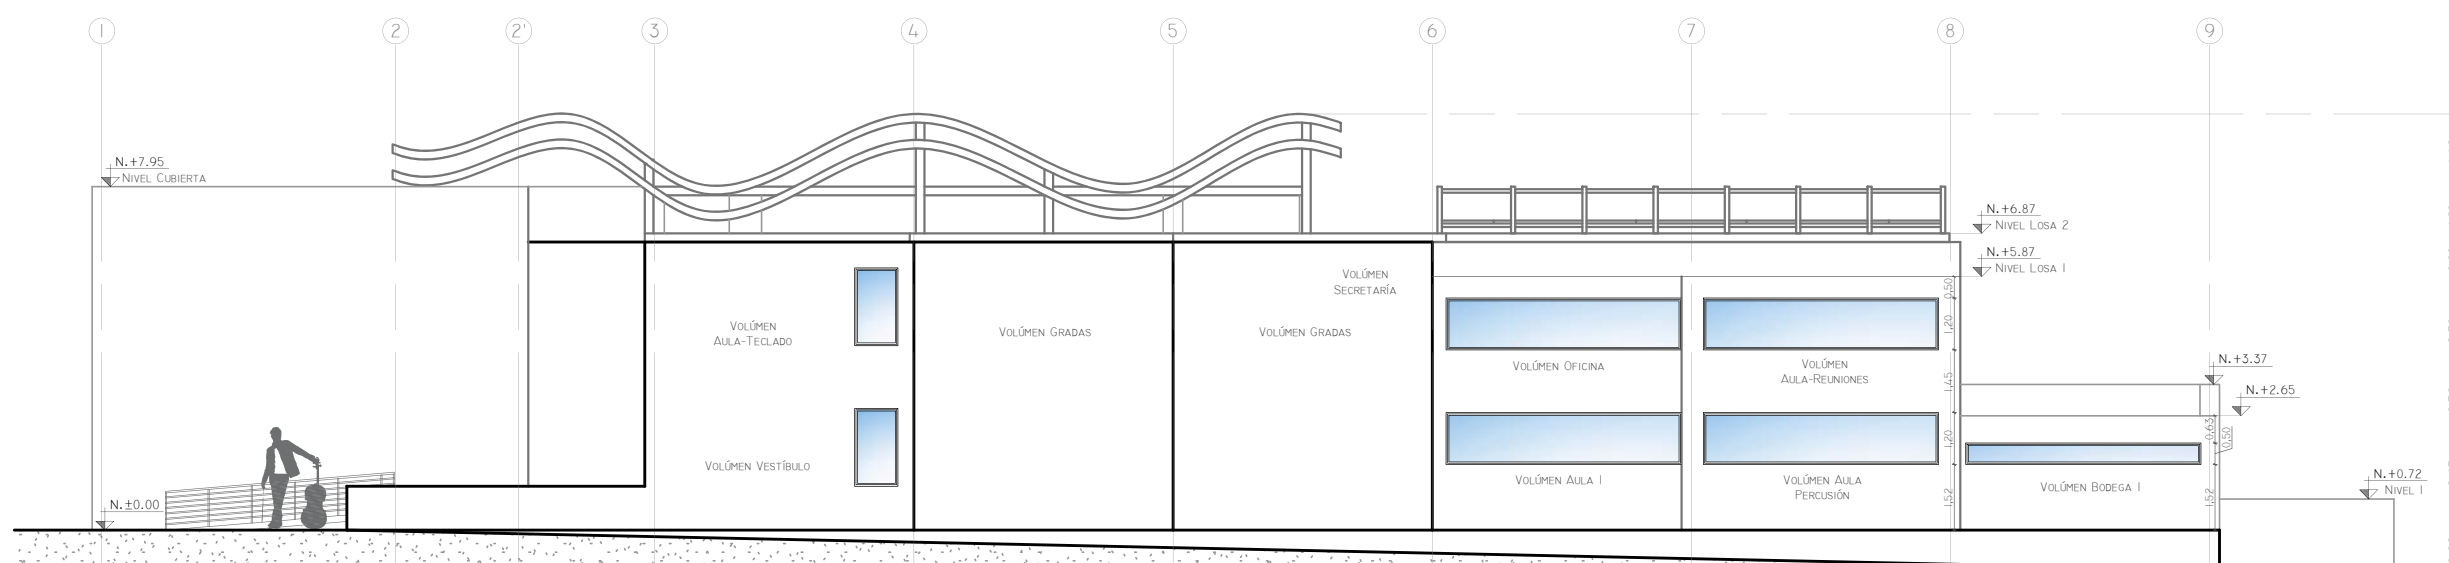 1 2 2' 3 4 5 6 7 8 9
N.+7.95
NIVEL CUBIERTA
N.+6.87
NIVEL LOSA 2
N.+5.87
NIVEL LOSA 1
VOLÚMEN
SECRETARÍA
0,50
VOLÚMEN
AULA-TECLADO
VOLÚMEN GRADAS
VOLÚMEN GRADAS
1,20
VOLÚMEN OFICINA
VOLÚMEN
AULA-REUNIONES
1,45
N.+3.37
N.+2.65
0,63
0,50
1,20
VOLÚMEN VESTÍBULO
VOLÚMEN AULA 1
VOLÚMEN AULA
PERCUSIÓN
VOLÚMEN BODEGA 1
1,52
1,52
N.+0.72
NIVEL 1
N.±0.00